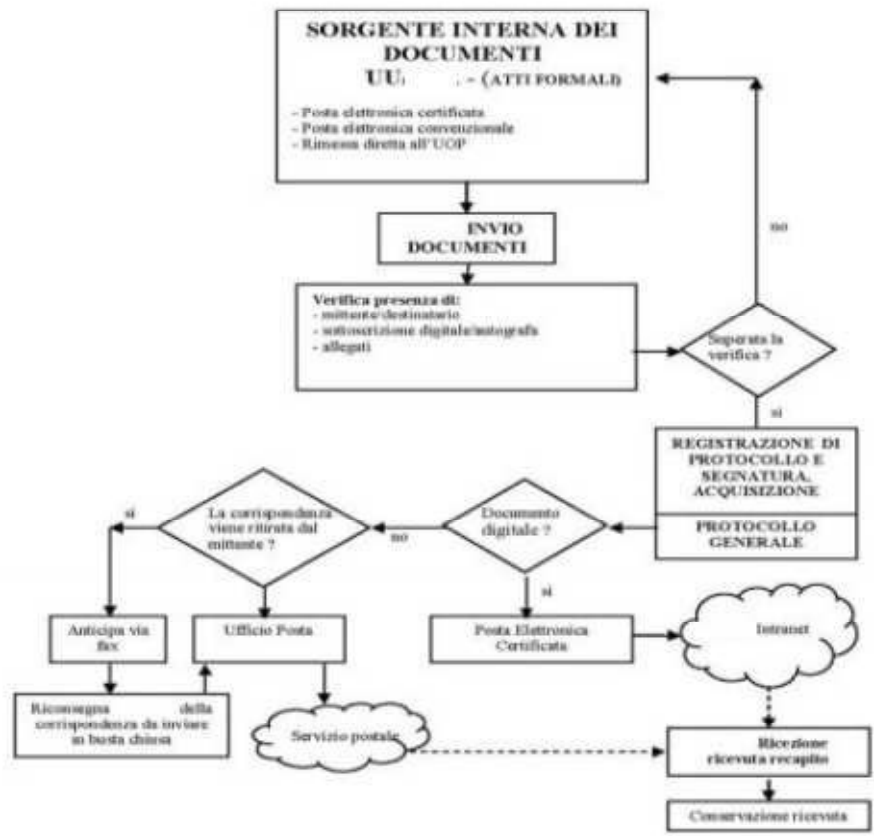 SORGENTE INTERNA DEI
DOCUMENTI
UU. . - (ATTI FORMALI)
- Posta elettronica certificata
- Posta elettronica convenzionale
- Rimessa diretta all'UOP
INVIO
DOCUMENTI
no
Verifica presenza di:
- mittente/destinatario
- sottoscrizione digitale/autografa
- allegati
Superata la
verifica ?
si
REGISTRAZIONE DI
PROTOCOLLO E
SEGNATURA,
ACQUISIZIONE
PROTOCOLLO
GENERALE
Documento
digitale ?
no
La corrispondenza
viene ritirata dal
mittente ?
si
si
Anticipa via
fax
Ufficio Posta
Posta Elettronica
Certificata
Intranet
Riconsegna della
corrispondenza da inviare
in busta chiusa
Servizio postale
Ricezione
ricevuta recapito
Conservazione ricevuta